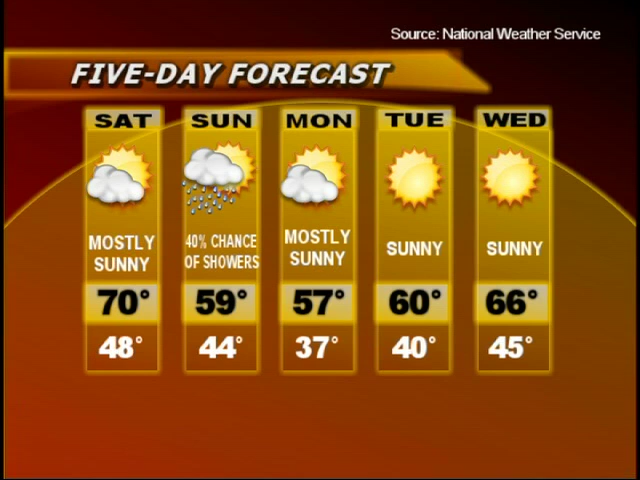 Source: National Weather Service
FIVE-DAY FORECAST
SAT SUN MON TUE WED
MOSTLY SUNNY
40% CHANCE OF SHOWERS
MOSTLY SUNNY
SUNNY
SUNNY
70° 59° 57° 60° 66°
48° 44° 37° 40° 45°